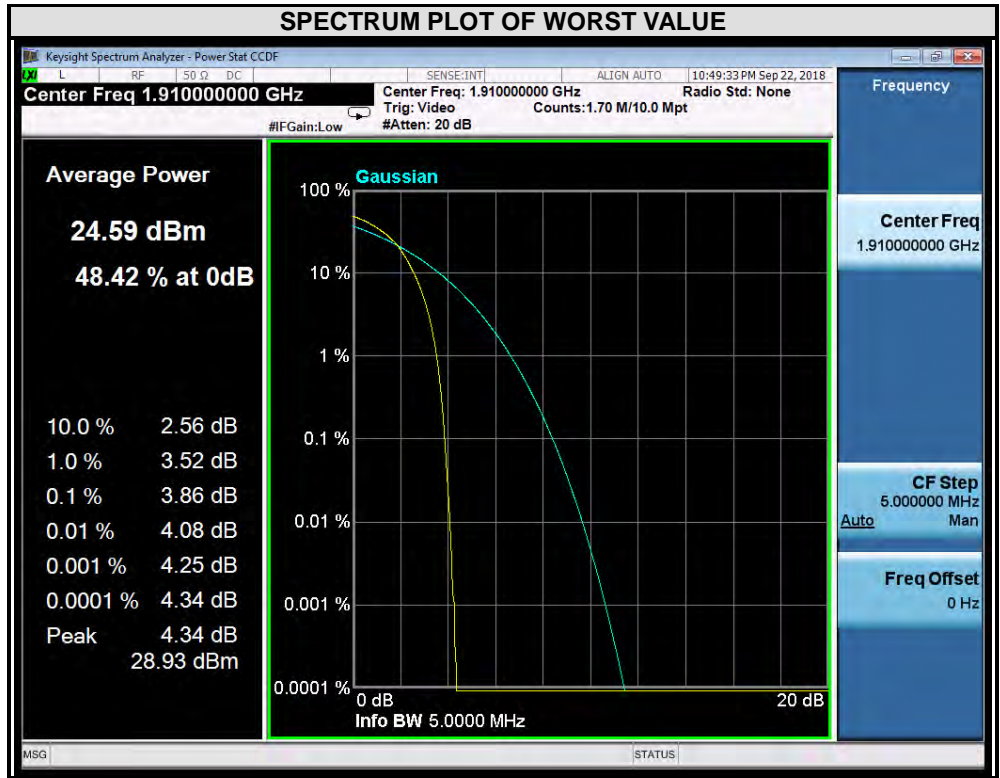 SPECTRUM PLOT OF WORST VALUE
Keysight Spectrum Analyzer - Power Stat CCDF
LXI L RF 50 Ω DC SENSE:INT ALIGN AUTO 10:49:33 PM Sep 22, 2018
Center Freq 1.910000000 GHz
Center Freq: 1.910000000 GHz Radio Std: None
Trig: Video Counts:1.70 M/10.0 Mpt
#IFGain:Low #Atten: 20 dB
Frequency
Average Power
24.59 dBm
48.42 % at 0dB
10.0 % 2.56 dB
1.0 % 3.52 dB
0.1 % 3.86 dB
0.01 % 4.08 dB
0.001 % 4.25 dB
0.0001 % 4.34 dB
Peak 4.34 dB
28.93 dBm
Gaussian
100 %
10 %
1 %
0.1 %
0.01 %
0.001 %
0.0001 %
0 dB 20 dB
Info BW 5.0000 MHz
Center Freq
1.910000000 GHz
CF Step
5.000000 MHz
Auto Man
Freq Offset
0 Hz
MSG STATUS